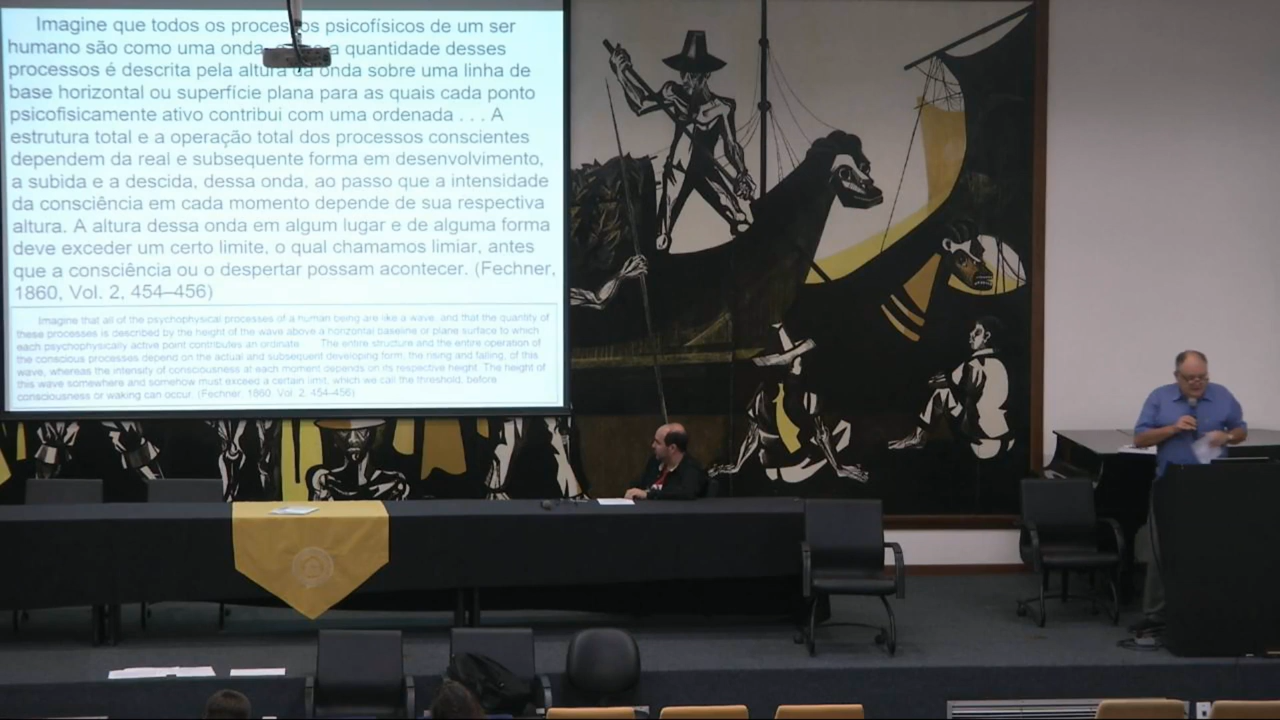 Imagine que todos os processos psicofísicos de um ser
humano são como uma onda, a quantidade desses
processos é descrita pela altura da onda sobre uma linha de
base horizontal ou superfície plana para as quais cada ponto
psicofisicamente ativo contribui com uma ordenada . . . A
estrutura total e a operação total dos processos conscientes
dependem da real e subsequente forma em desenvolvimento,
a subida e a descida, dessa onda, ao passo que a intensidade
da consciência em cada momento depende de sua respectiva
altura. A altura dessa onda em algum lugar e de alguma forma
deve exceder um certo limite, o qual chamamos limiar, antes
que a consciência ou o despertar possam acontecer. (Fechner,
1860, Vol. 2, 454–456)
Imagine that all of the psychophysical processes of a human being are like a wave, and that the quantity of
these processes is described by the height of the wave above a horizontal baseline or plane surface to which
each psychophysically active point contributes an ordinate The entire structure and the entire operation of
the conscious processes depend on the actual and subsequent developing form, the rising and falling, of this
wave, whereas the intensity of consciousness at each moment depends on its respective height. The height of
this wave somewhere and somehow must exceed a certain limit, which we call the threshold, before
consciousness or waking can occur. (Fechner, 1860, Vol. 2, 454–456)